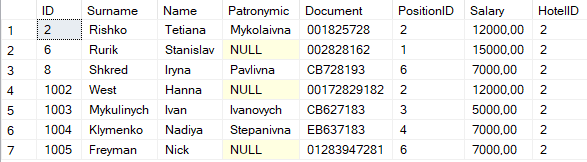 ID Surname Name Patronymic Document PositionID Salary HotelID
1 2 Rishko Tetiana Mykolaivna 001825728 2 12000,00 2
2 6 Rurik Stanislav NULL 002828162 1 15000,00 2
3 8 Shkred Iryna Pavlivna CB728193 6 7000,00 2
4 1002 West Hanna NULL 00172829182 2 12000,00 2
5 1003 Mykulinych Ivan Ivanovych CB627183 3 5000,00 2
6 1004 Klymenko Nadiya Stepanivna EB637183 4 7000,00 2
7 1005 Freyman Nick NULL 01283947281 6 7000,00 2